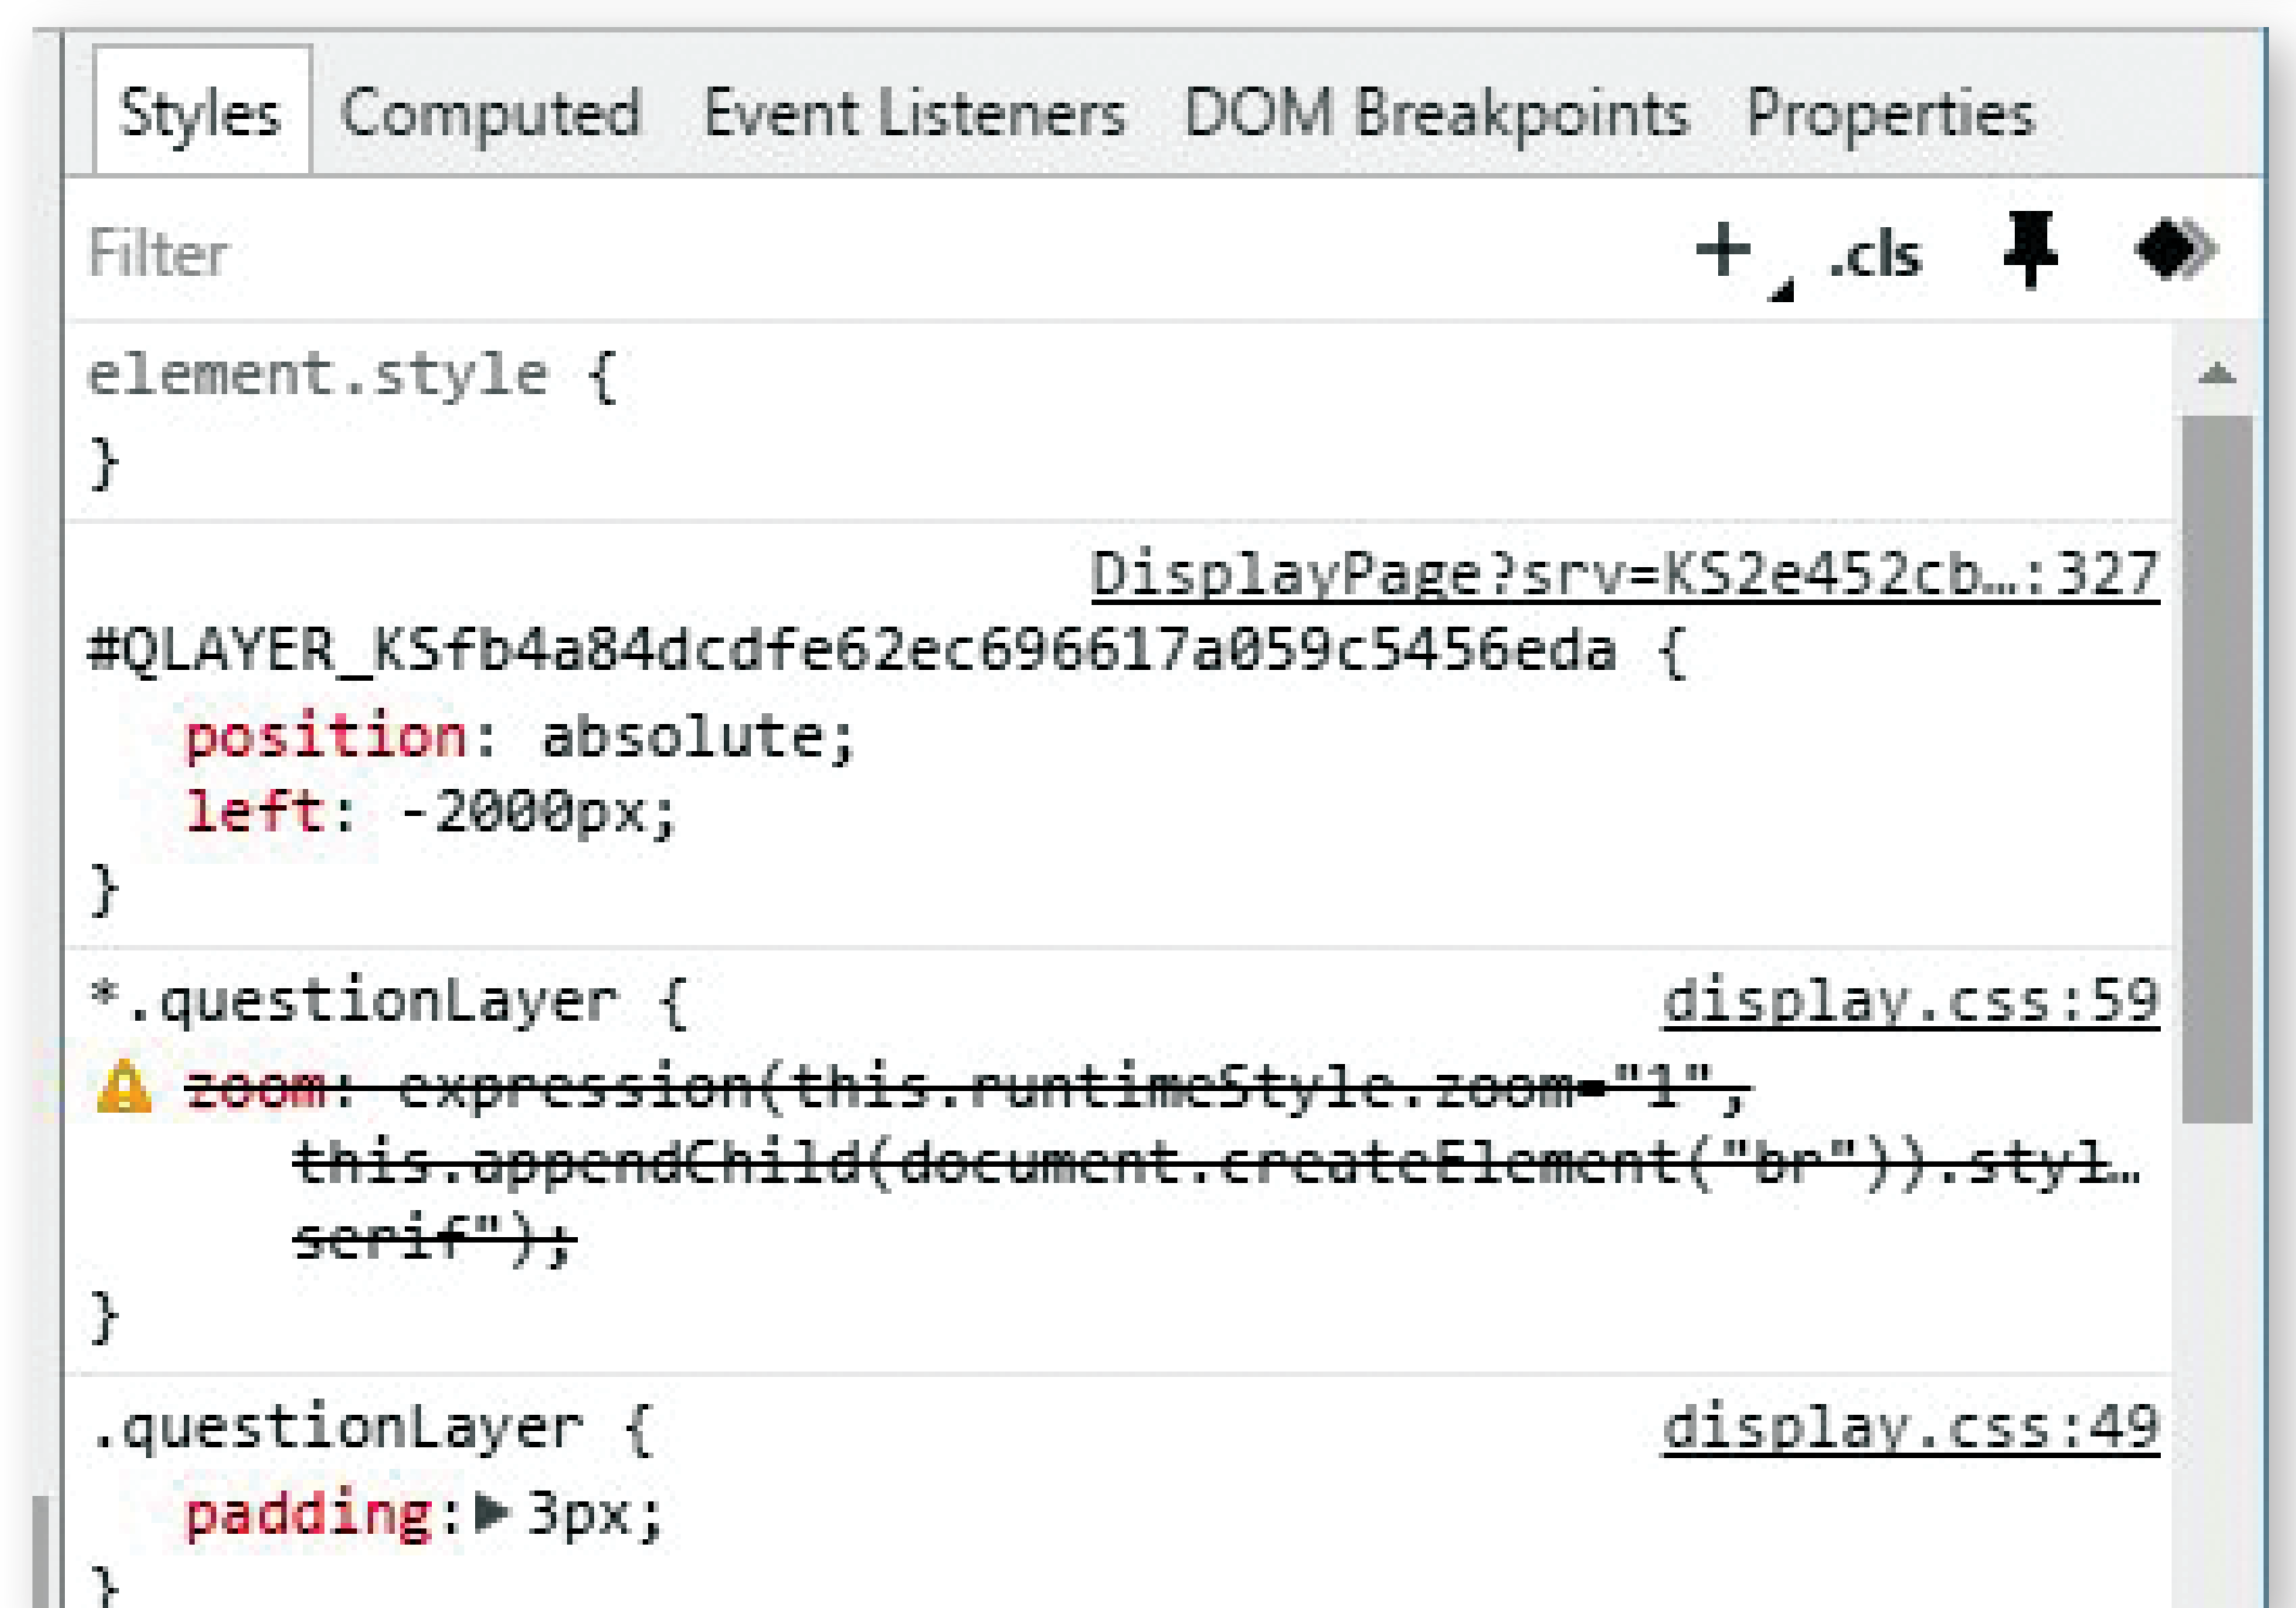 Styles Computed Event Listeners DOM Breakpoints Properties
Filter + .cls
element.style {
}
DisplayPage?srv=KS2e452cb…:327
#QLAYER_KSfb4a84dcdfe62ec696617a059c5456eda {
position: absolute;
left: -2000px;
}
*.questionLayer { display.css:59
zoom: expression(this.runtimeStyle.zoom="1",
this.appendChild(document.createElement("br")).styl…
serif");
}
.questionLayer { display.css:49
padding: 3px;
}